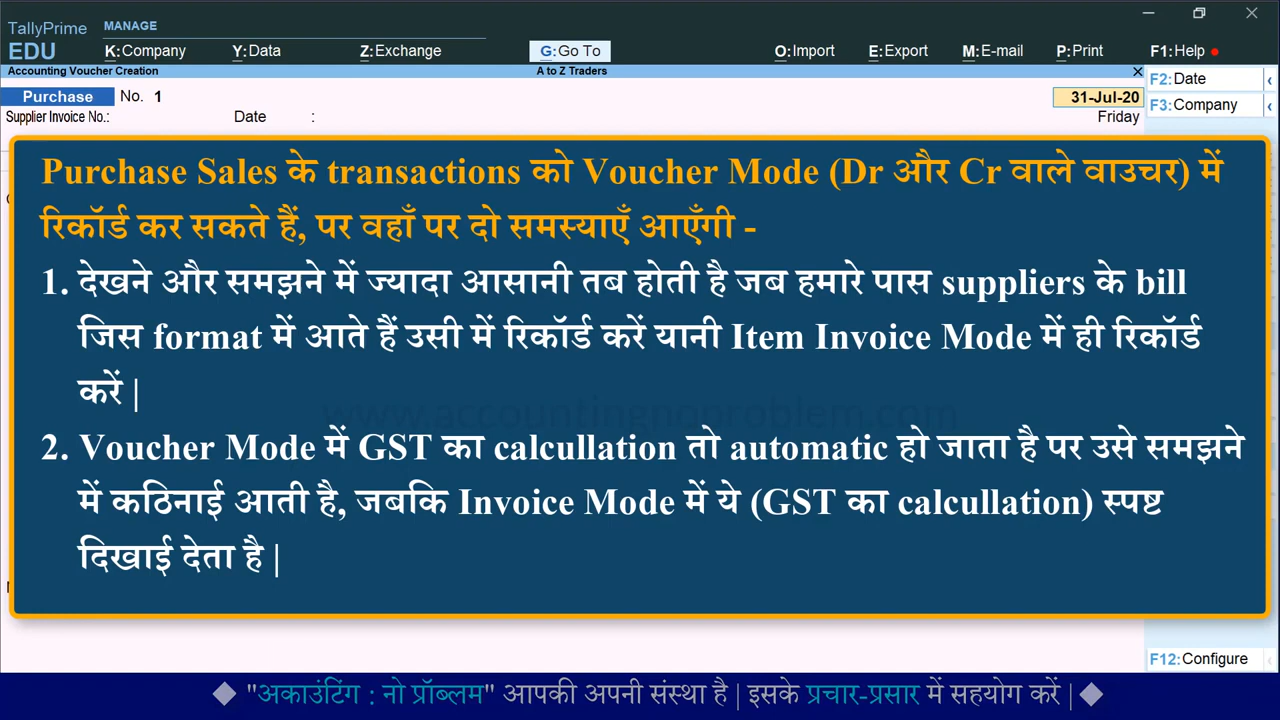 TallyPrime MANAGE
EDU K:Company Y:Data Z:Exchange G:Go To O:Import E:Export M:E-mail P:Print F1:Help
Accounting Voucher Creation A to Z Traders ×
Purchase No. 1 31-Jul-20
Supplier Invoice No.: Date : Friday
F2: Date
F3: Company
Purchase Sales के transactions को Voucher Mode (Dr और Cr वाले वाउचर) में
रिकॉर्ड कर सकते हैं, पर वहाँ पर दो समस्याएँ आएँगी -
1. देखने और समझने में ज्यादा आसानी तब होती है जब हमारे पास suppliers के bill
जिस format में आते हैं उसी में रिकॉर्ड करें यानी Item Invoice Mode में ही रिकॉर्ड
करें |
www.accountingnoproblem.com
2. Voucher Mode में GST का calcullation तो automatic हो जाता है पर उसे समझने
में कठिनाई आती है, जबकि Invoice Mode में ये (GST का calcullation) स्पष्ट
दिखाई देता है |
F12: Configure
"अकाउंटिंग : नो प्रॉब्लम" आपकी अपनी संस्था है | इसके प्रचार-प्रसार में सहयोग करें |